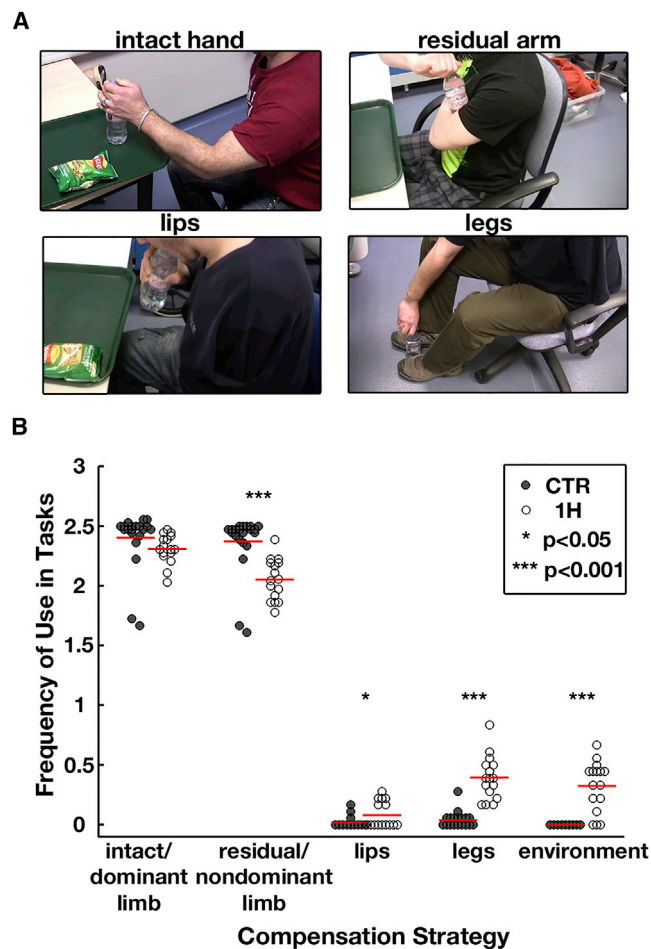 A
intact hand
residual arm
lips
legs
B
Frequency of Use in Tasks
3
2.5
2
1.5
1
0.5
0
***
*
***
***
CTR
1H
* p<0.05
*** p<0.001
intact/
dominant
limb
residual/
nondominant
limb
lips
legs
environment
Compensation Strategy